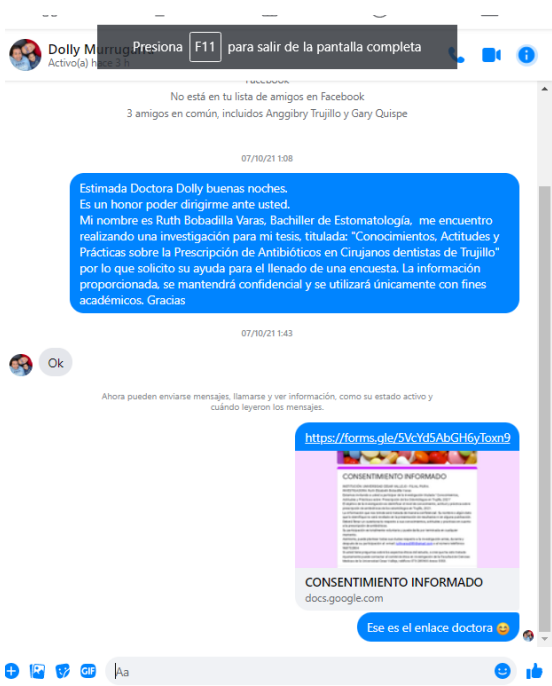 Presiona F11 para salir de la pantalla completa
Dolly Murrugarra
Activo(a) hace 3 h
Facebook
No está en tu lista de amigos en Facebook
3 amigos en común, incluidos Anggibry Trujillo y Gary Quispe
07/10/21 1:08
Estimada Doctora Dolly buenas noches.
Es un honor poder dirigirme ante usted.
Mi nombre es Ruth Bobadilla Varas, Bachiller de Estomatología, me encuentro
realizando una investigación para mi tesis, titulada: "Conocimientos, Actitudes y
Prácticas sobre la Prescripción de Antibióticos en Cirujanos dentistas de Trujillo"
por lo que solicito su ayuda para el llenado de una encuesta. La información
proporcionada, se mantendrá confidencial y se utilizará únicamente con fines
académicos. Gracias
07/10/21 1:43
Ok
Ahora pueden enviarse mensajes, llamarse y ver información, como su estado activo y
cuándo leyeron los mensajes.
https://forms.gle/5VcYd5AbGH6yToxn9
CONSENTIMIENTO INFORMADO
CONSENTIMIENTO INFORMADO
docs.google.com
Ese es el enlace doctora
GIF
Aa